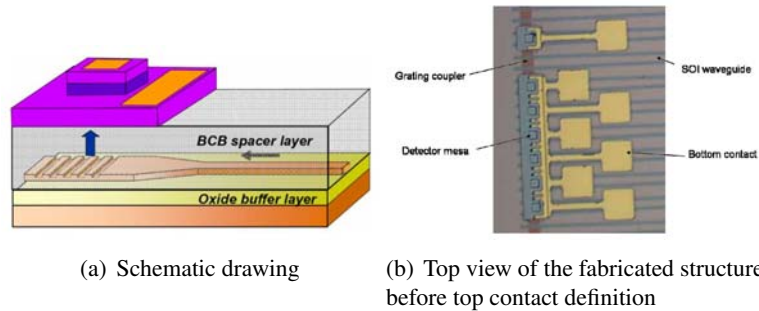 BCB spacer layer
Oxide buffer layer
Grating coupler
SOI waveguide
Detector mesa
Bottom contact
(a) Schematic drawing
(b) Top view of the fabricated structure
before top contact definition